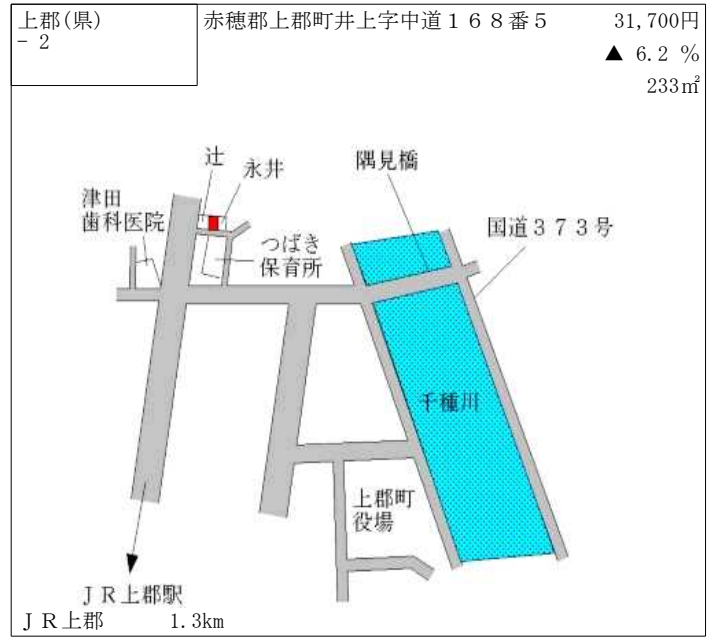 上郡(県)
－ 2
赤穂郡上郡町井上字中道１６８番５
31,700円
▲ 6.2 %
233㎡
辻
永井
隅見橋
津田
歯科医院
国道３７３号
つばき
保育所
千種川
上郡町
役場
ＪＲ上郡駅
ＪＲ上郡 1.3km